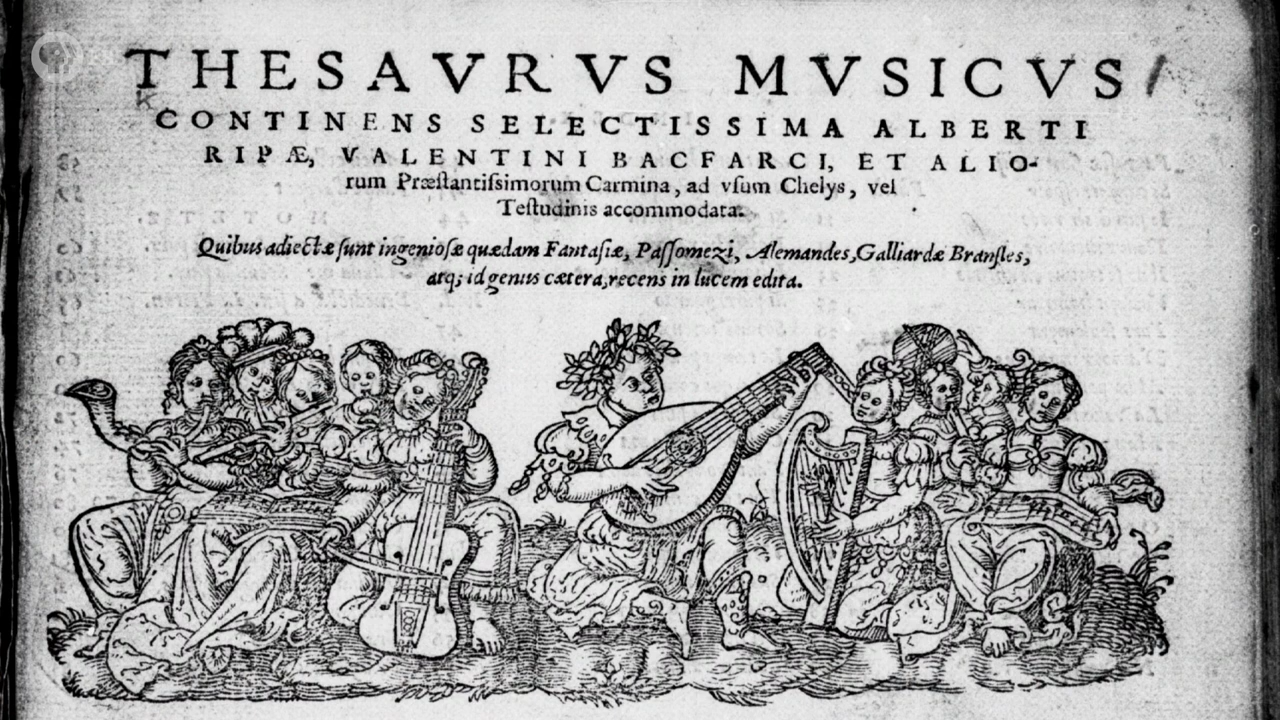 THESAVRVS MVSICVS
CONTINENS SELECTISSIMA ALBERTI
RIPÆ, VALENTINI BACFARCI, ET ALIO-
rum Præſtantiſsimorum Carmina, ad vſum Chelys, vel
Teſtudinis accommodata.
Quibus adiectæ ſunt ingenioſæ quædam Fantaſiæ, Paſſomezi, Alemandes, Galliardæ Branſles,
atq; id genus cætera, recens in lucem edita.
PBS